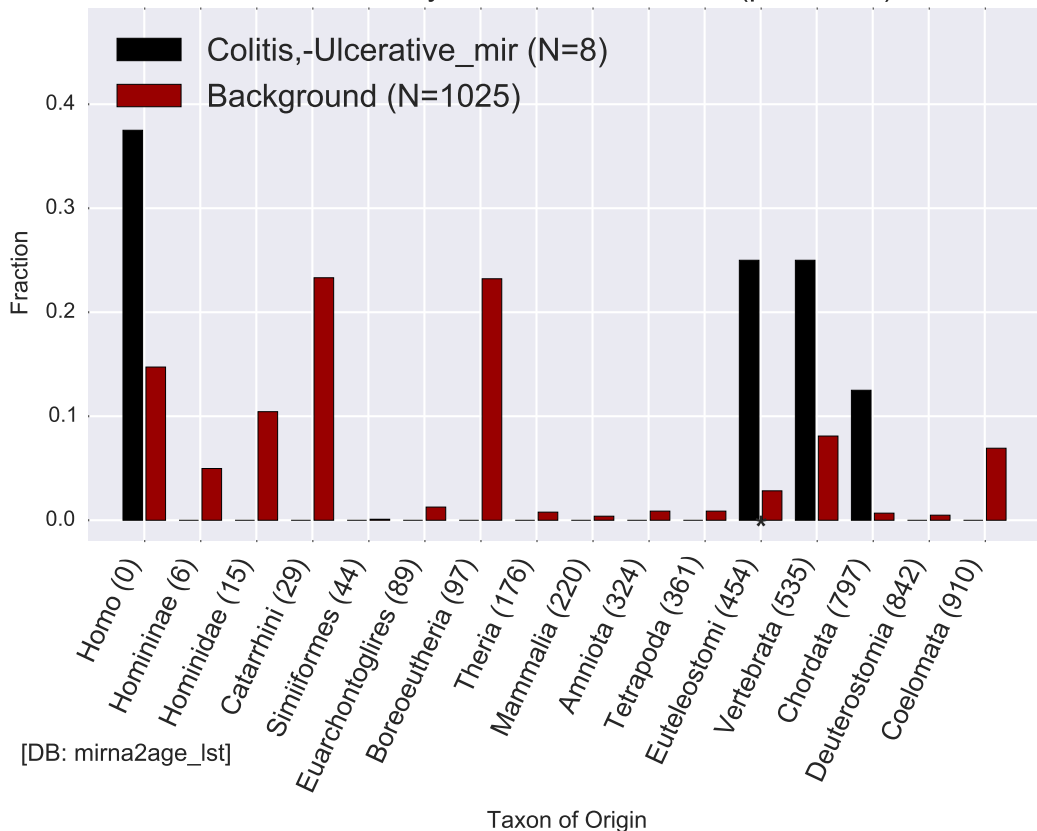 Colitis,-Ulcerative_mir (N=8)
Background (N=1025)
0.4
0.3
0.2
0.1
0.0
Fraction
Homo (0)
Homininae (6)
Hominidae (15)
Catarrhini (29)
Simiiformes (44)
Euarchontoglires (89)
Boreoeutheria (97)
Theria (176)
Mammalia (220)
Amniota (324)
Tetrapoda (361)
Euteleostomi (454)
Vertebrata (535)
Chordata (797)
Deuterostomia (842)
Coelomata (910)
*
[DB: mirna2age_lst]
Taxon of Origin